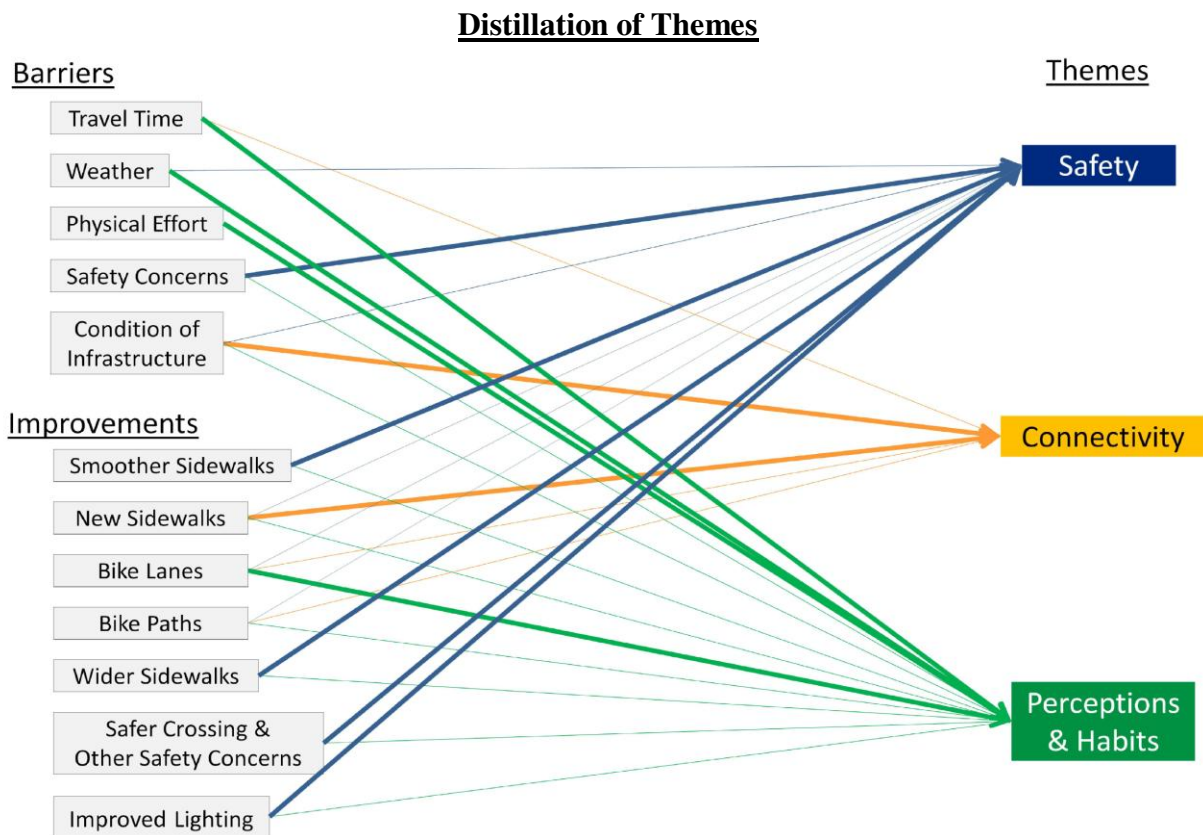 Distillation of Themes
Barriers
Themes
Travel Time
Weather
Physical Effort
Safety Concerns
Condition of
Infrastructure
Improvements
Smoother Sidewalks
New Sidewalks
Bike Lanes
Bike Paths
Wider Sidewalks
Safer Crossing &
Other Safety Concerns
Improved Lighting
Safety
Connectivity
Perceptions
& Habits